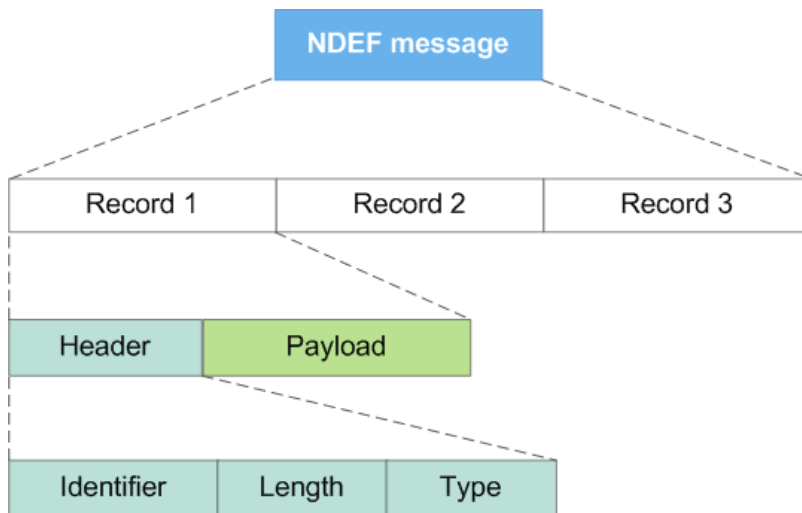 NDEF message
Record 1 Record 2 Record 3
Header Payload
Identifier Length Type